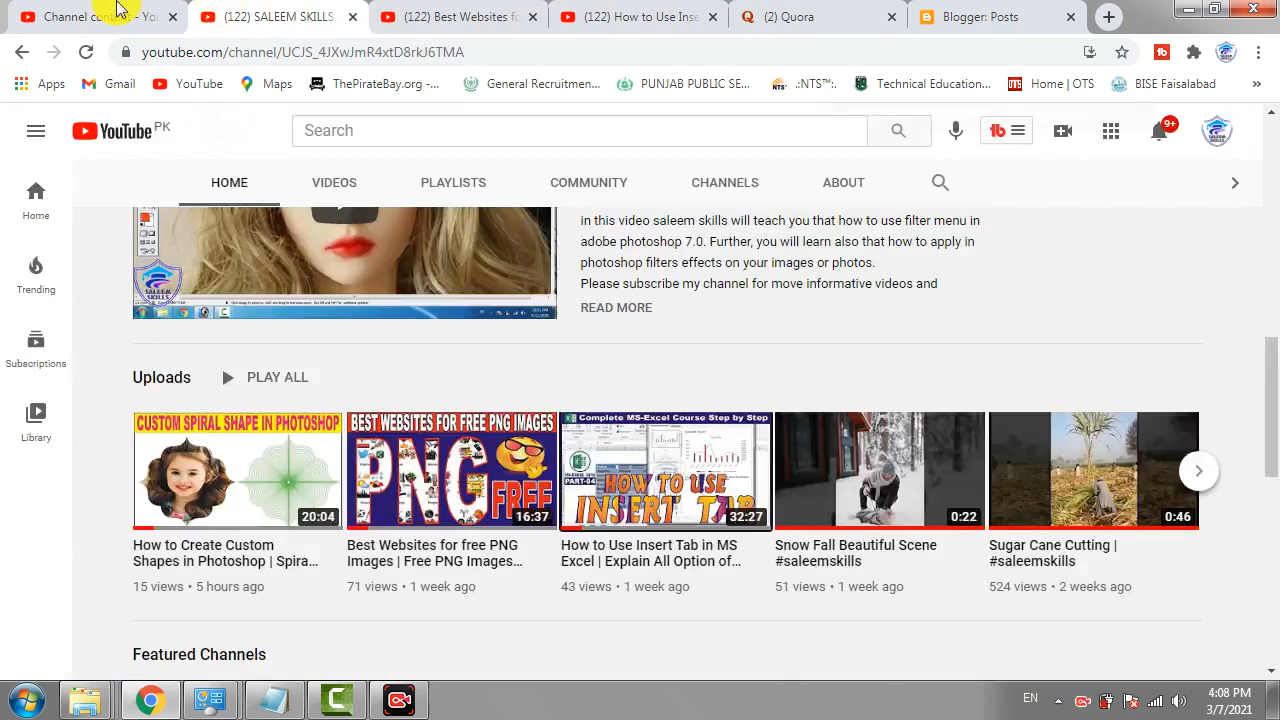 Channel content - You
(122) SALEEM SKILLS
(122) Best Websites fo
(122) How to Use Inse
(2) Quora
Blogger: Posts
youtube.com/channel/UCJS_4JXwJmR4xtD8rkJ6TMA
Apps
Gmail
YouTube
Maps
ThePirateBay.org -...
General Recruitmen...
PUNJAB PUBLIC SE...
.:NTS™:.
Technical Education...
Home | OTS
BISE Faisalabad
»
YouTube PK
Search
9+
HOME
VIDEOS
PLAYLISTS
COMMUNITY
CHANNELS
ABOUT
Home
Trending
Subscriptions
Library
in this video saleem skills will teach you that how to use filter menu in
adobe photoshop 7.0. Further, you will learn also that how to apply in
photoshop filters effects on your images or photos.
Please subscribe my channel for move informative videos and
READ MORE
SALEEM
SKILLS
Uploads
PLAY ALL
CUSTOM SPIRAL SHAPE IN PHOTOSHOP
20:04
How to Create Custom
Shapes in Photoshop | Spira...
15 views • 5 hours ago
BEST WEBSITES FOR FREE PNG IMAGES
PNG
FREE
16:37
Best Websites for free PNG
Images | Free PNG Images...
71 views • 1 week ago
Complete MS-Excel Course Step by Step
PART-04
HOW TO USE
INSERT TAB
32:27
How to Use Insert Tab in MS
Excel | Explain All Option of...
43 views • 1 week ago
0:22
Snow Fall Beautiful Scene
#saleemskills
51 views • 1 week ago
0:46
Sugar Cane Cutting |
#saleemskills
524 views • 2 weeks ago
Featured Channels
EN
4:08 PM
3/7/2021